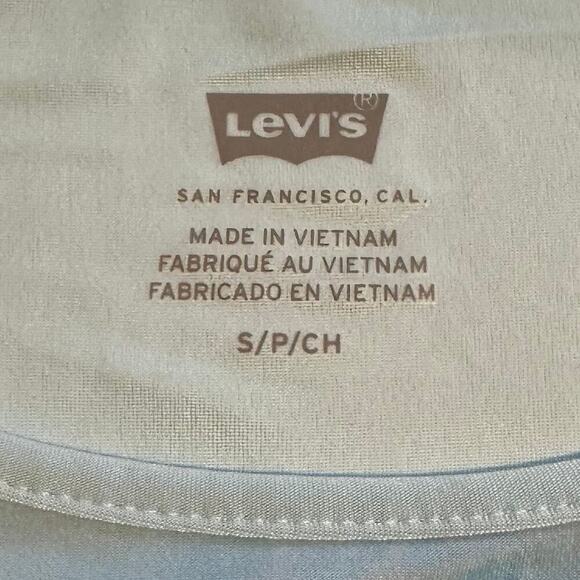 Levi's®
SAN FRANCISCO, CAL.
MADE IN VIETNAM
FABRIQUÉ AU VIETNAM
FABRICADO EN VIETNAM
S/P/CH